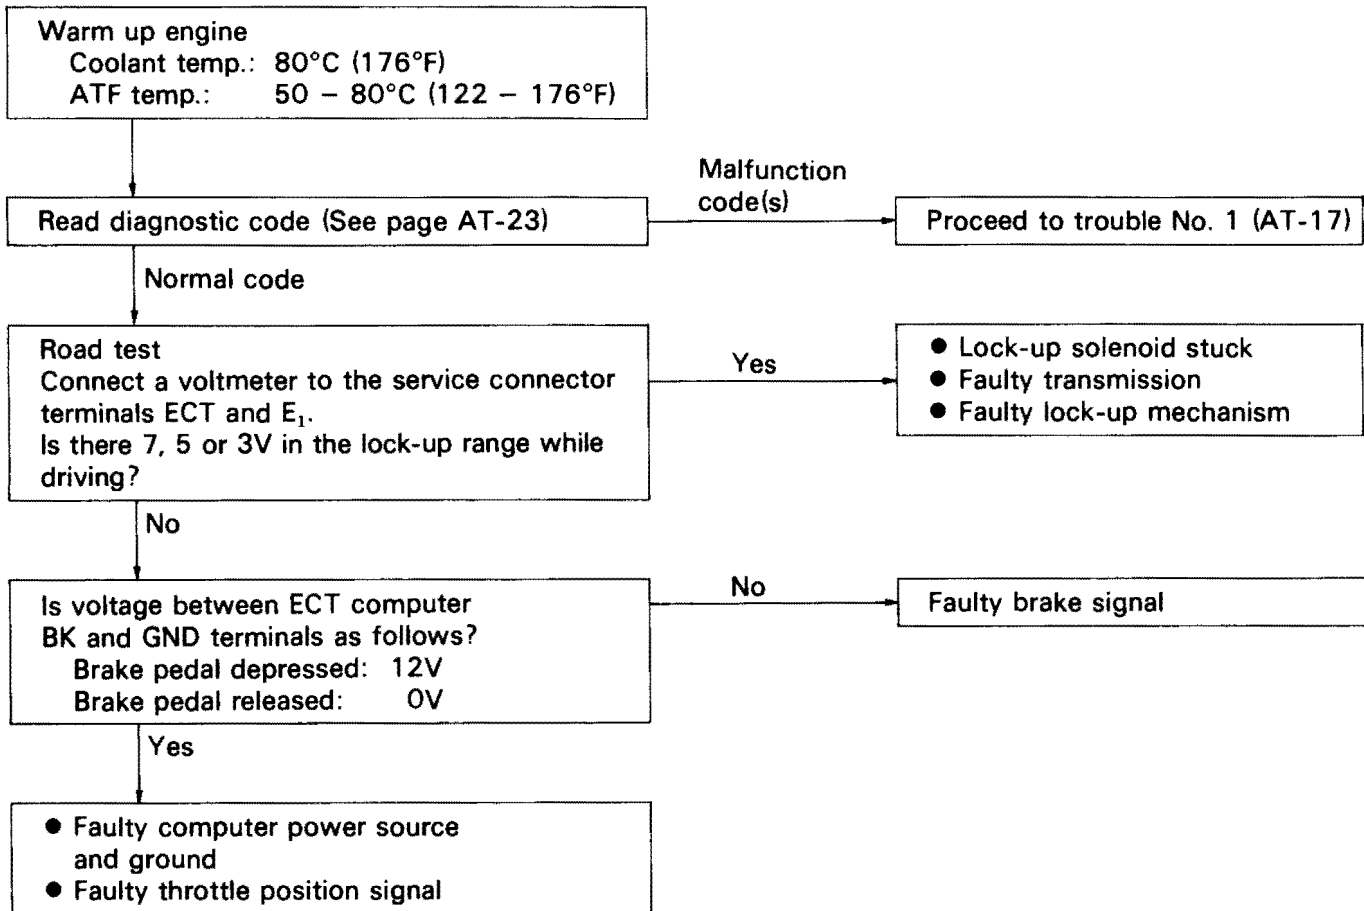 Warm up engine
Coolant temp.: 80°C (176°F)
ATF temp.: 50 – 80°C (122 – 176°F)
Malfunction
code(s)
Read diagnostic code (See page AT-23)
Proceed to trouble No. 1 (AT-17)
Normal code
Road test
Connect a voltmeter to the service connector
terminals ECT and E₁.
Is there 7, 5 or 3V in the lock-up range while
driving?
Yes
● Lock-up solenoid stuck
● Faulty transmission
● Faulty lock-up mechanism
No
Is voltage between ECT computer
BK and GND terminals as follows?
Brake pedal depressed: 12V
Brake pedal released: 0V
No
Faulty brake signal
Yes
● Faulty computer power source
and ground
● Faulty throttle position signal